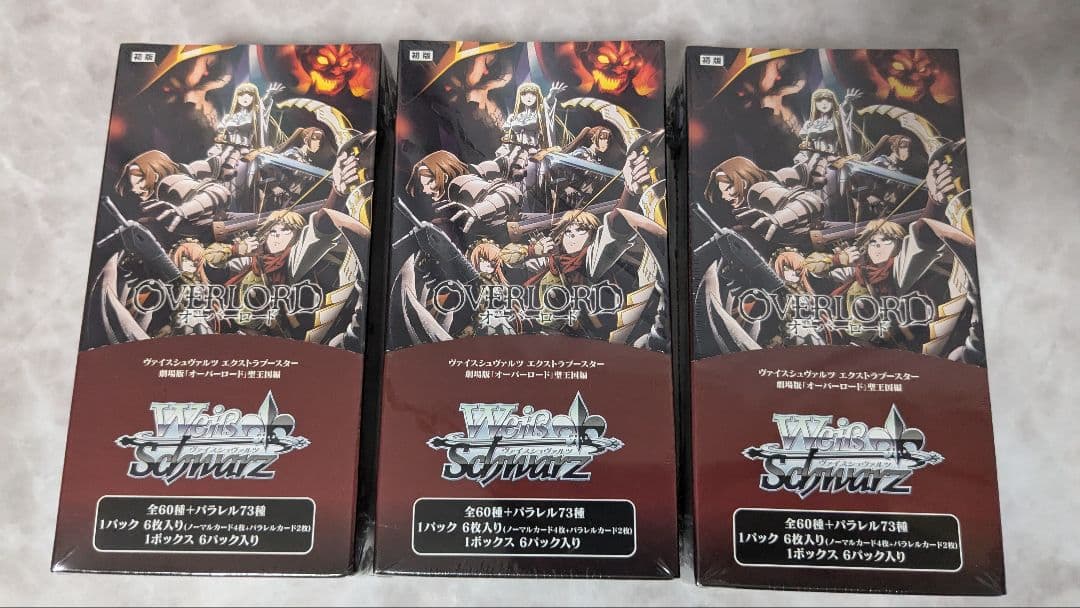 初版
OVERLORD
オーバーロード
ヴァイスシュヴァルツ エクストラブースター
劇場版「オーバーロード」聖王国編
Weiß
ヴァイスシュヴァルツ
Schwarz
全60種+パラレル73種
1パック 6枚入り(ノーマルカード4枚+パラレルカード2枚)
1ボックス 6パック入り
初版
OVERLORD
オーバーロード
ヴァイスシュヴァルツ エクストラブースター
劇場版「オーバーロード」聖王国編
Weiß
ヴァイスシュヴァルツ
Schwarz
全60種+パラレル73種
1パック 6枚入り(ノーマルカード4枚+パラレルカード2枚)
1ボックス 6パック入り
初版
OVERLORD
オーバーロード
ヴァイスシュヴァルツ エクストラブースター
劇場版「オーバーロード」聖王国編
Weiß
ヴァイスシュヴァルツ
Schwarz
全60種+パラレル73種
1パック 6枚入り(ノーマルカード4枚+パラレルカード2枚)
1ボックス 6パック入り